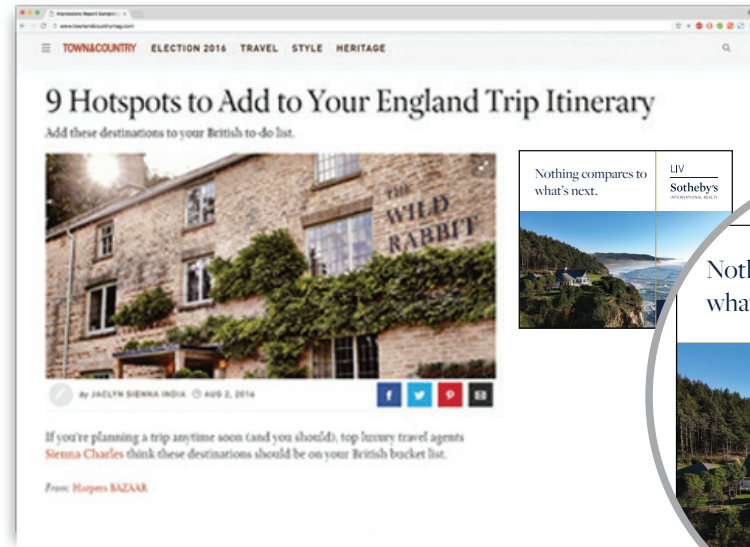 www.townandcountrymag.com
TOWN&COUNTRY ELECTION 2016 TRAVEL STYLE HERITAGE
9 Hotspots to Add to Your England Trip Itinerary
Add these destinations to your British to-do list.
THE
WILD
RABBIT
by JACLYN SIENNA INDIA AUG 2, 2016
If you're planning a trip anytime soon (and you should), top luxury travel agents
Sienna Charles think these destinations should be on your British bucket list.
From: Harpers BAZAAR
Nothing compares to
what's next.
LIV
Sotheby's
INTERNATIONAL REALTY
Noth
what